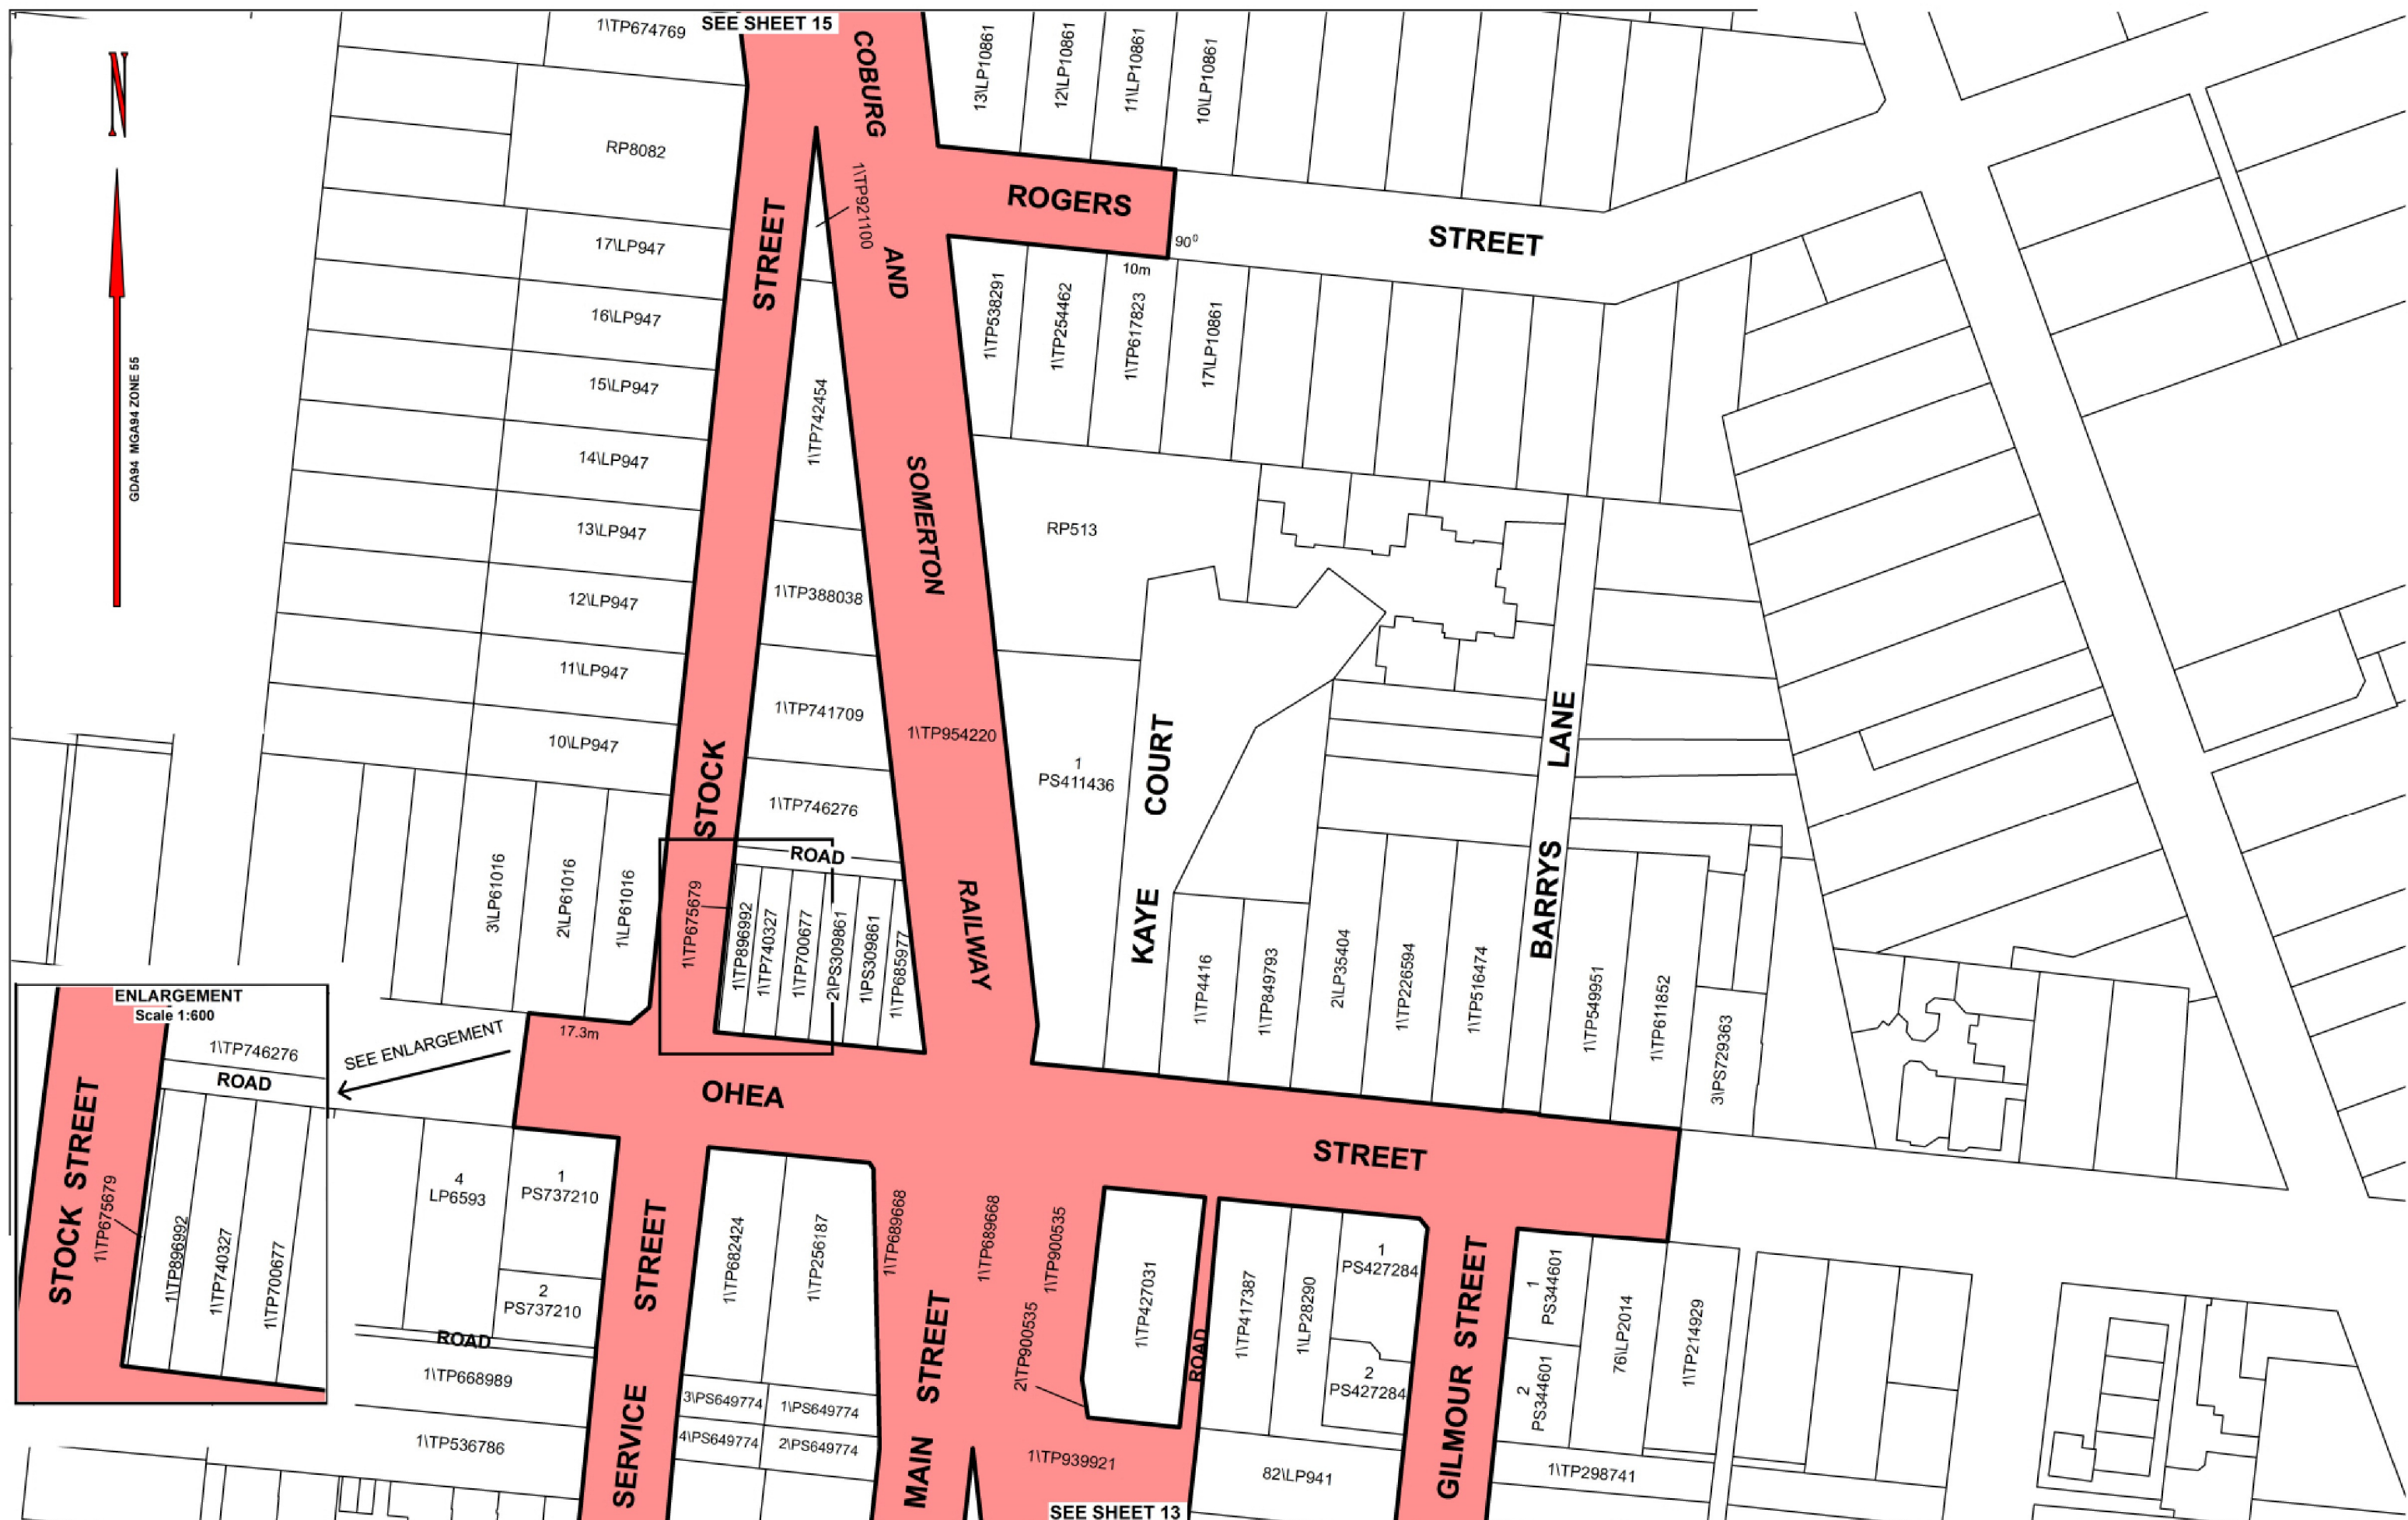 1\TP674769
SEE SHEET 15
COBURG
13\LP10861
12\LP10861
11\LP10861
10\LP10861
N
RP8082
1\TP921100
ROGERS
STREET
17\LP947
STREET
AND
90⁰
10m
16\LP947
1\TP538291
1\TP254462
1\TP617823
17\LP10861
15\LP947
1\TP742454
GDA94 MGA94 ZONE 55
14\LP947
SOMERTON
13\LP947
RP513
12\LP947
1\TP388038
11\LP947
1\TP741709
1\TP954220
10\LP947
STOCK
1
PS411436
COURT
LANE
1\TP746276
ROAD
3\LP61016
2\LP61016
1\LP61016
1\TP675679
1\TP896992
1\TP740327
1\TP700677
2\PS309861
1\PS309861
1\TP685977
RAILWAY
KAYE
BARRYS
1\TP4416
1\TP849793
2\LP35404
1\TP226594
1\TP516474
1\TP549951
1\TP611852
3\PS729363
ENLARGEMENT
Scale 1:600
1\TP746276
ROAD
SEE ENLARGEMENT
17.3m
OHEA
STREET
STOCK STREET
1\TP675679
1\TP896992
1\TP740327
1\TP700677
4
LP6593
1
PS737210
2
PS737210
STREET
1\TP682424
1\TP256187
1\TP689668
1\TP689668
1\TP900535
2\TP900535
1\TP427031
ROAD
1\TP417387
1\LP28290
1
PS427284
2
PS427284
GILMOUR STREET
1
PS344601
2
PS344601
76\LP2014
1\TP214929
ROAD
1\TP668989
1\TP536786
SERVICE
3\PS649774
1\PS649774
4\PS649774
2\PS649774
MAIN STREET
1\TP939921
82\LP941
1\TP298741
SEE SHEET 13